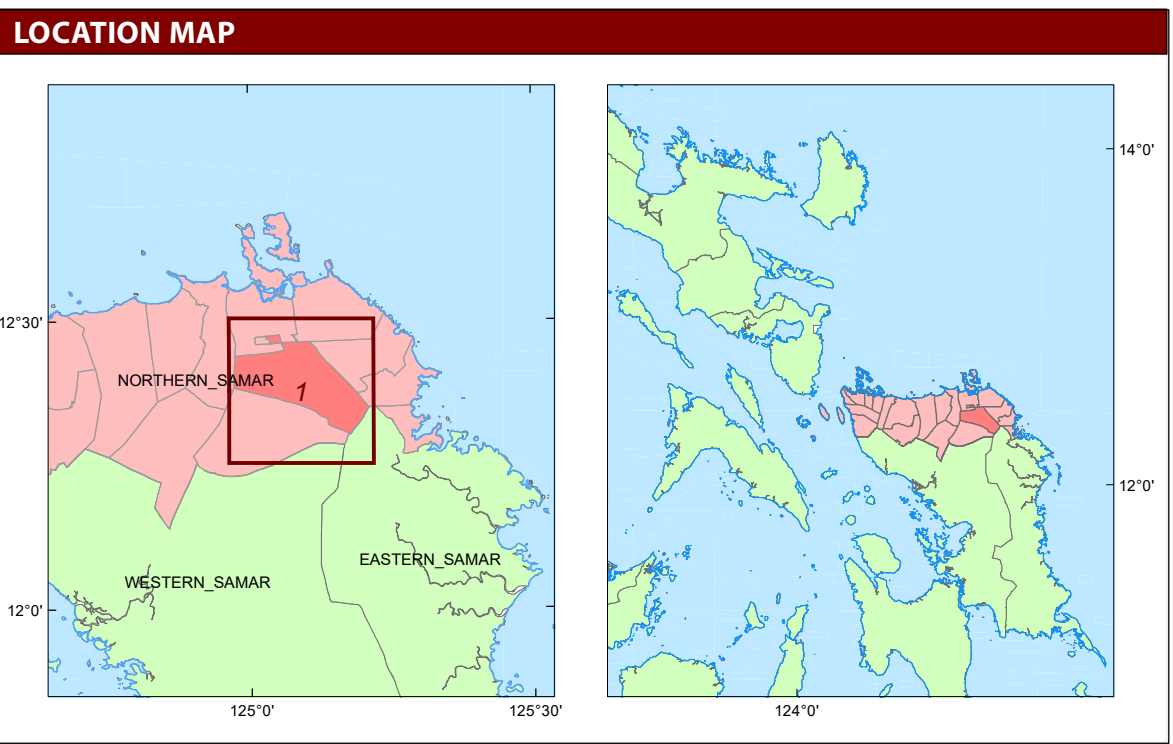 LOCATION MAP
12°30'
NORTHERN_SAMAR
1
EASTERN_SAMAR
WESTERN_SAMAR
12°0'
125°0'
125°30'
14°0'
12°0'
124°0'